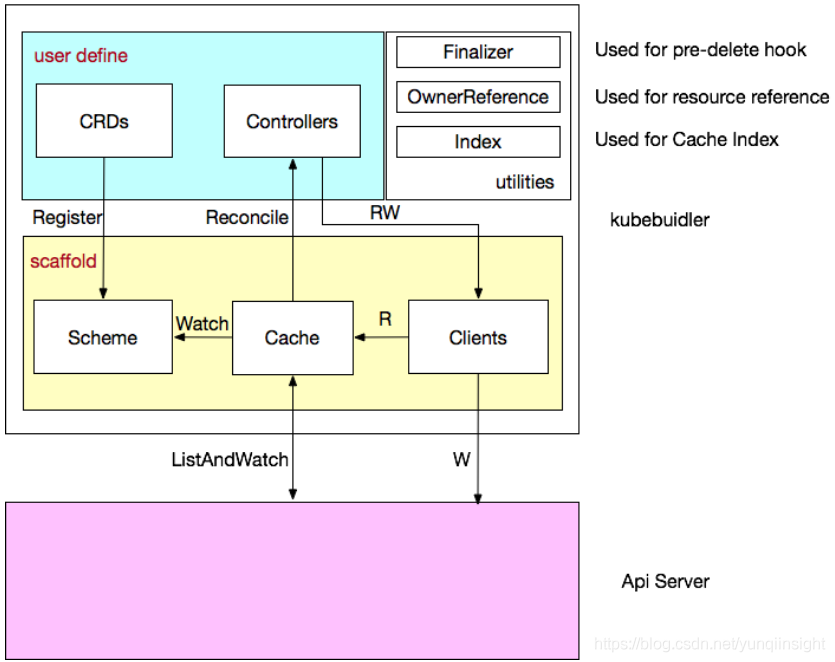 user define
Finalizer
Used for pre-delete hook
CRDs
Controllers
OwnerReference
Used for resource reference
Index
Used for Cache Index
utilities
Register
Reconcile
RW
kubebuidler
scaffold
Scheme
Watch
Cache
R
Clients
ListAndWatch
W
Api Server
https://blog.csdn.net/yunqiinsight